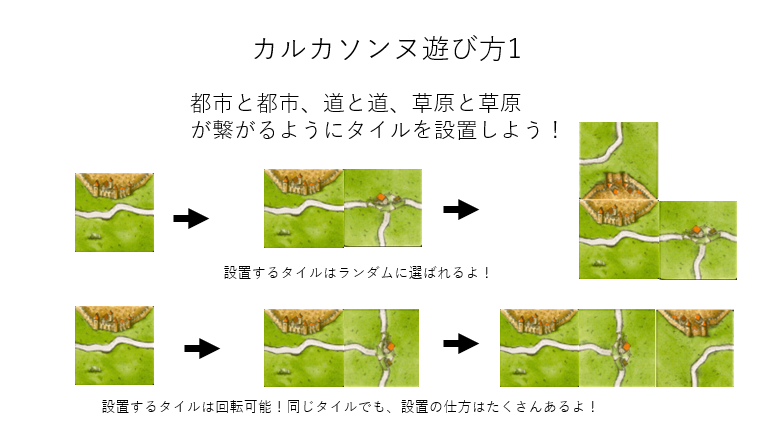 カルカソンヌ遊び方1
都市と都市、道と道、草原と草原
が繋がるようにタイルを設置しよう！
設置するタイルはランダムに選ばれるよ！
設置するタイルは回転可能！同じタイルでも、設置の仕方はたくさんあるよ！